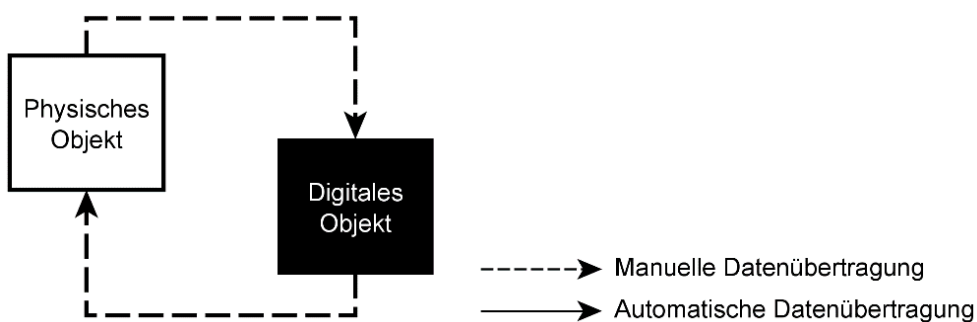 Physisches
Objekt
Digitales
Objekt
Manuelle Datenübertragung
Automatische Datenübertragung